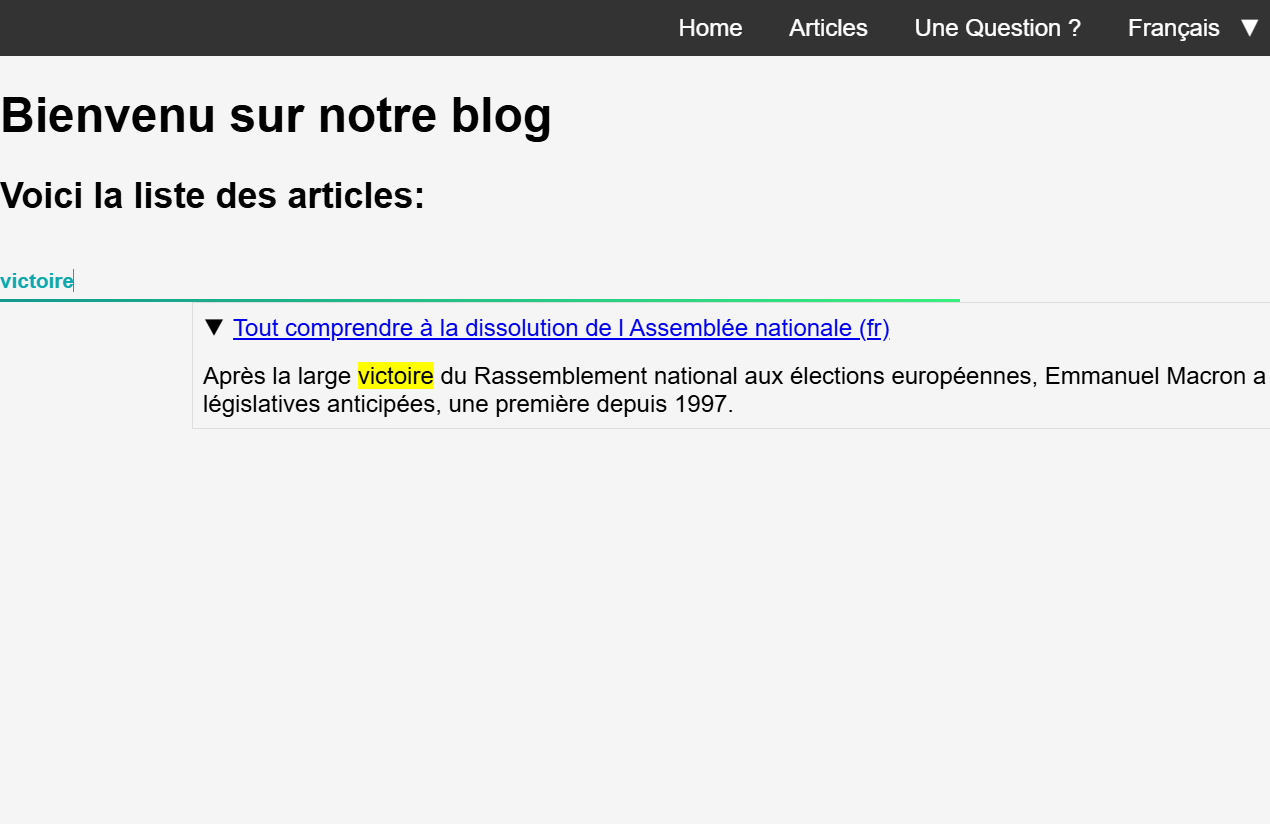 Home Articles Une Question ? Français ▼
Bienvenu sur notre blog
Voici la liste des articles:
victoire
▼ Tout comprendre à la dissolution de l Assemblée nationale (fr)
Après la large victoire du Rassemblement national aux élections européennes, Emmanuel Macron a
législatives anticipées, une première depuis 1997.